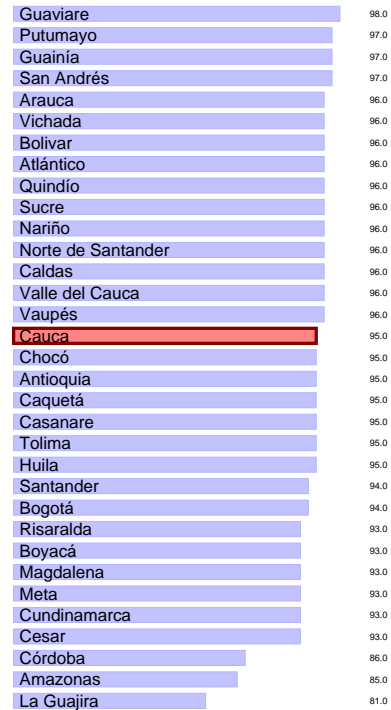 Guaviare 98.0
Putumayo 97.0
Guainía 97.0
San Andrés 97.0
Arauca 96.0
Vichada 96.0
Bolivar 96.0
Atlántico 96.0
Quindío 96.0
Sucre 96.0
Nariño 96.0
Norte de Santander 96.0
Caldas 96.0
Valle del Cauca 96.0
Vaupés 96.0
Cauca 95.0
Chocó 95.0
Antioquia 95.0
Caquetá 95.0
Casanare 95.0
Tolima 95.0
Huila 95.0
Santander 94.0
Bogotá 94.0
Risaralda 93.0
Boyacá 93.0
Magdalena 93.0
Meta 93.0
Cundinamarca 93.0
Cesar 93.0
Córdoba 86.0
Amazonas 85.0
La Guajira 81.0